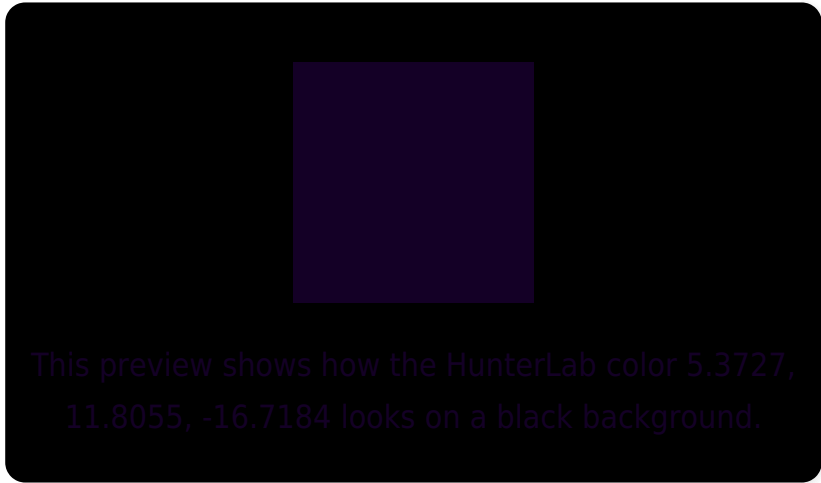 This preview shows how the HunterLab color 5.3727,
11.8055, -16.7184 looks on a black background.